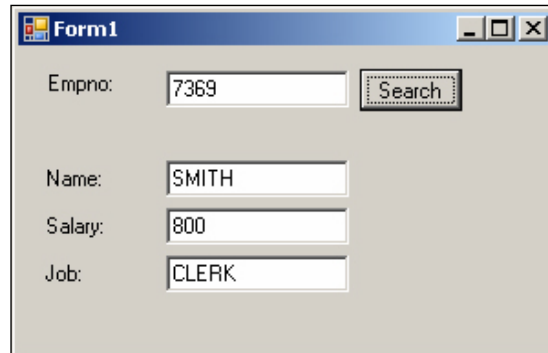 Form1
Empno: 7369 Search
Name: SMITH
Salary: 800
Job: CLERK